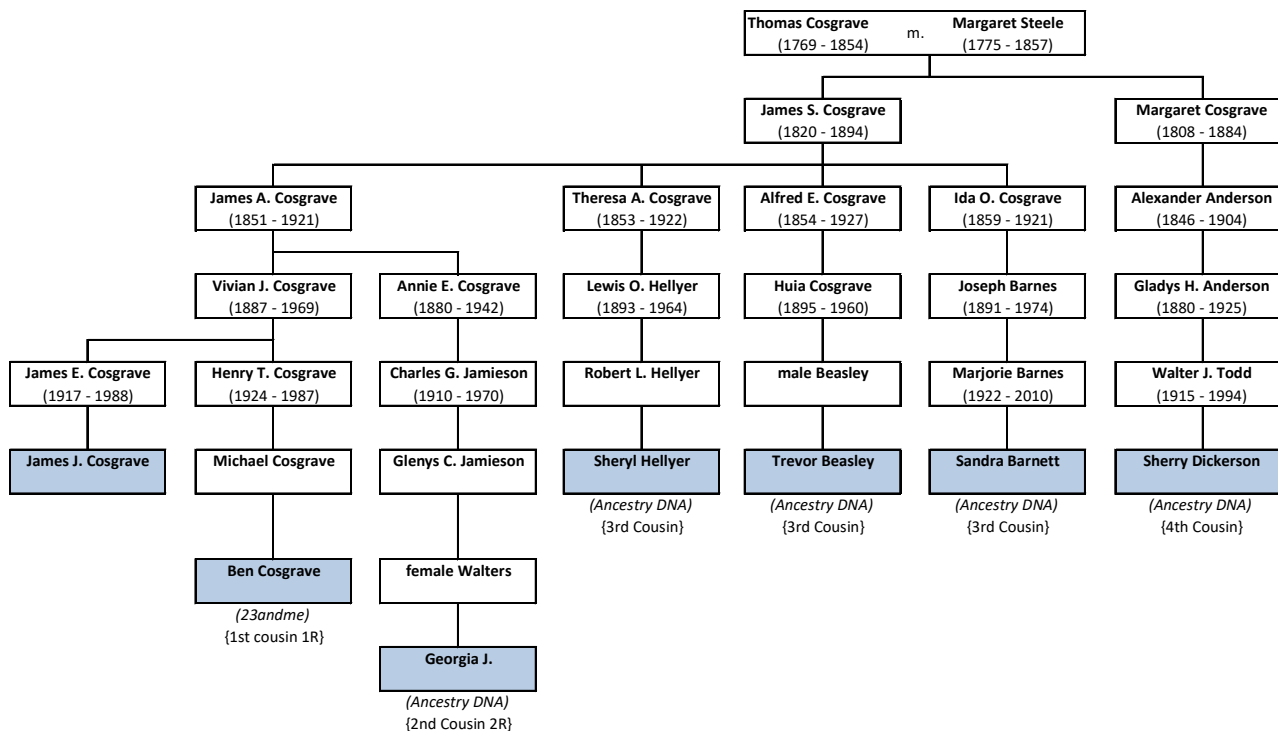 Thomas Cosgrave m. Margaret Steele
(1769 - 1854) (1775 - 1857)
James S. Cosgrave Margaret Cosgrave
(1820 - 1894) (1808 - 1884)
James A. Cosgrave Theresa A. Cosgrave Alfred E. Cosgrave Ida O. Cosgrave Alexander Anderson
(1851 - 1921) (1853 - 1922) (1854 - 1927) (1859 - 1921) (1846 - 1904)
Vivian J. Cosgrave Annie E. Cosgrave Lewis O. Hellyer Huia Cosgrave Joseph Barnes Gladys H. Anderson
(1887 - 1969) (1880 - 1942) (1893 - 1964) (1895 - 1960) (1891 - 1974) (1880 - 1925)
James E. Cosgrave Henry T. Cosgrave Charles G. Jamieson Robert L. Hellyer male Beasley Marjorie Barnes Walter J. Todd
(1917 - 1988) (1924 - 1987) (1910 - 1970) (1922 - 2010) (1915 - 1994)
James J. Cosgrave Michael Cosgrave Glenys C. Jamieson Sheryl Hellyer Trevor Beasley Sandra Barnett Sherry Dickerson
(Ancestry DNA) (Ancestry DNA) (Ancestry DNA) (Ancestry DNA)
{3rd Cousin} {3rd Cousin} {3rd Cousin} {4th Cousin}
Ben Cosgrave female Walters
(23andme)
{1st cousin 1R}
Georgia J.
(Ancestry DNA)
{2nd Cousin 2R}